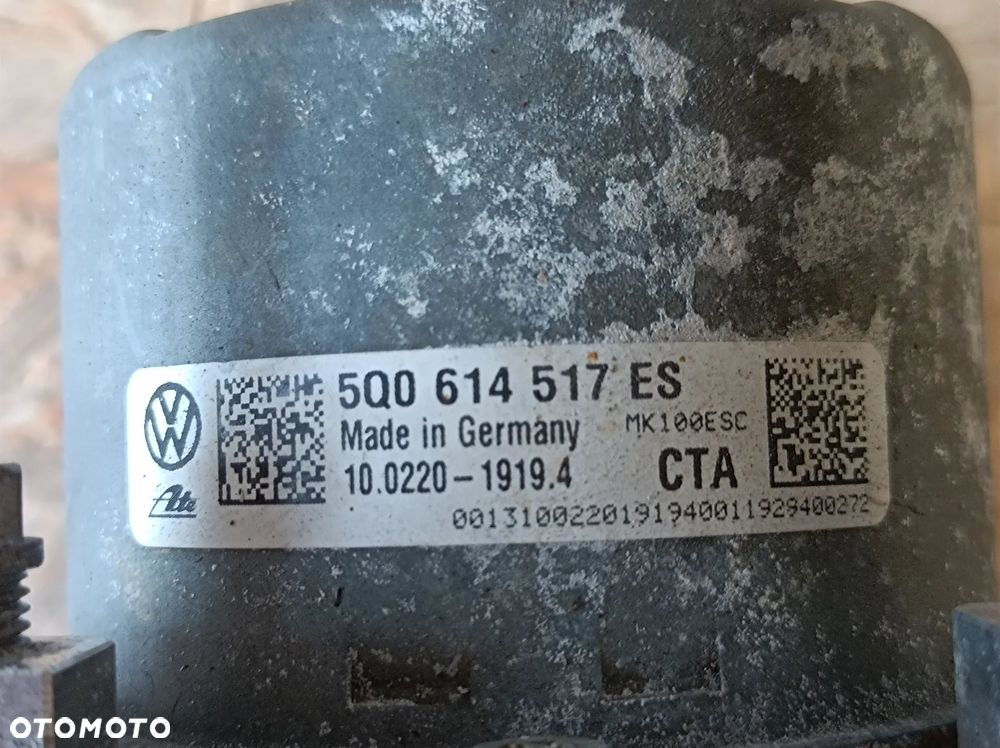 5Q0 614 517 ES
Made in Germany MK100ESC
10.0220-1919.4 CTA
Ate
0013100220191940011929400272
OTOMOTO